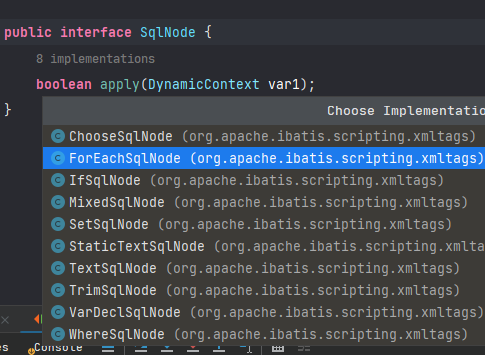 public interface SqlNode {
8 implementations
boolean apply(DynamicContext var1);
}
Choose Implementatio
ChooseSqlNode (org.apache.ibatis.scripting.xmltags)
ForEachSqlNode (org.apache.ibatis.scripting.xmltags)
IfSqlNode (org.apache.ibatis.scripting.xmltags)
MixedSqlNode (org.apache.ibatis.scripting.xmltags)
SetSqlNode (org.apache.ibatis.scripting.xmltags)
StaticTextSqlNode (org.apache.ibatis.scripting.xmlta
TextSqlNode (org.apache.ibatis.scripting.xmltags)
TrimSqlNode (org.apache.ibatis.scripting.xmltags)
VarDeclSqlNode (org.apache.ibatis.scripting.xmltags)
WhereSqlNode (org.apache.ibatis.scripting.xmltags)
es Console